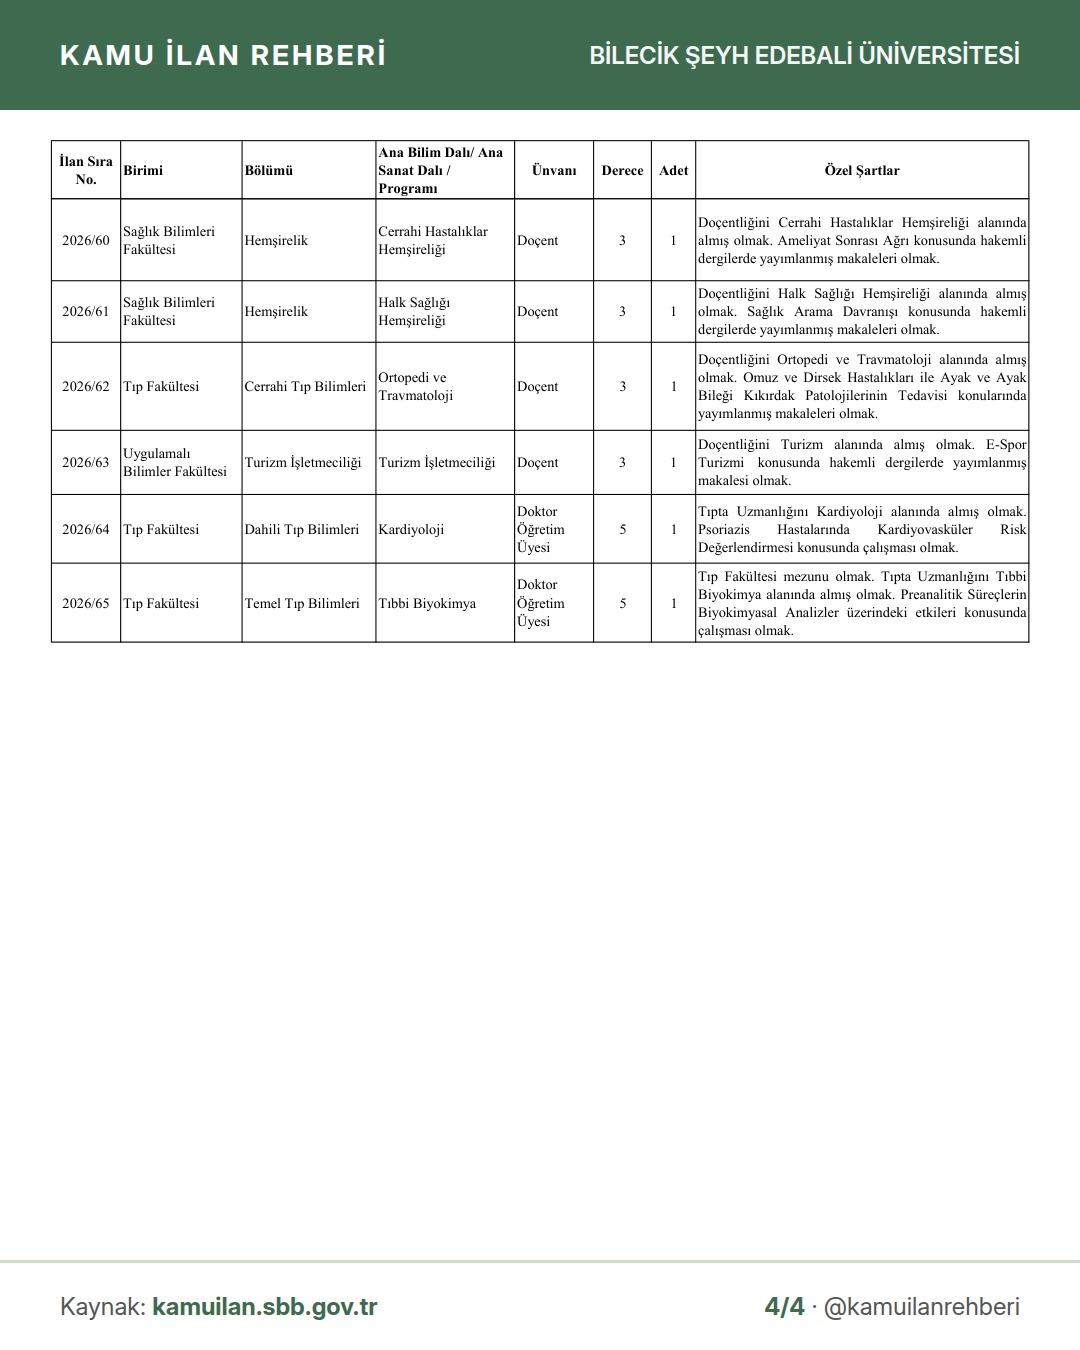 KAMU İLAN REHBERİ
BİLECİK ŞEYH EDEBALİ ÜNİVERSİTESİ
İlan Sıra
No.
Birimi
Bölümü
Ana Bilim Dalı/ Ana
Sanat Dalı /
Programı
Ünvanı
Derece
Adet
Özel Şartlar
2026/60
Sağlık Bilimleri
Fakültesi
Hemşirelik
Cerrahi Hastalıklar
Hemşireliği
Doçent
3
1
Doçentliğini Cerrahi Hastalıklar Hemşireliği alanında
almış olmak. Ameliyat Sonrası Ağrı konusunda hakemli
dergilerde yayımlanmış makaleleri olmak.
2026/61
Sağlık Bilimleri
Fakültesi
Hemşirelik
Halk Sağlığı
Hemşireliği
Doçent
3
1
Doçentliğini Halk Sağlığı Hemşireliği alanında almış
olmak. Sağlık Arama Davranışı konusunda hakemli
dergilerde yayımlanmış makaleleri olmak.
2026/62
Tıp Fakültesi
Cerrahi Tıp Bilimleri
Ortopedi ve
Travmatoloji
Doçent
3
1
Doçentliğini Ortopedi ve Travmatoloji alanında almış
olmak. Omuz ve Dirsek Hastalıkları ile Ayak ve Ayak
Bileği Kıkırdak Patolojilerinin Tedavisi konularında
yayımlanmış makaleleri olmak.
2026/63
Uygulamalı
Bilimler Fakültesi
Turizm İşletmeciliği
Turizm İşletmeciliği
Doçent
3
1
Doçentliğini Turizm alanında almış olmak. E-Spor
Turizmi konusunda hakemli dergilerde yayımlanmış
makalesi olmak.
2026/64
Tıp Fakültesi
Dahili Tıp Bilimleri
Kardiyoloji
Doktor
Öğretim
Üyesi
5
1
Tıpta Uzmanlığını Kardiyoloji alanında almış olmak.
Psoriazis Hastalarında Kardiyovasküler Risk
Değerlendirmesi konusunda çalışması olmak.
2026/65
Tıp Fakültesi
Temel Tıp Bilimleri
Tıbbi Biyokimya
Doktor
Öğretim
Üyesi
5
1
Tıp Fakültesi mezunu olmak. Tıpta Uzmanlığını Tıbbi
Biyokimya alanında almış olmak. Preanalitik Süreçlerin
Biyokimyasal Analizler üzerindeki etkileri konusunda
çalışması olmak.
Kaynak: kamuilan.sbb.gov.tr
4/4 · @kamuilanrehberi